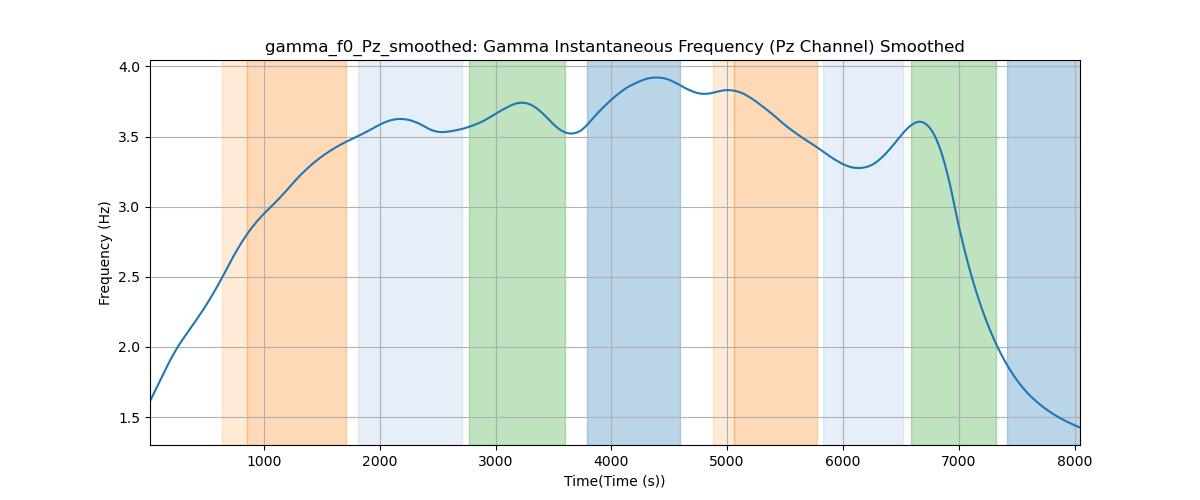 gamma_f0_Pz_smoothed: Gamma Instantaneous Frequency (Pz Channel) Smoothed
4.0
3.5
3.0
2.5
2.0
1.5
Frequency (Hz)
1000 2000 3000 4000 5000 6000 7000 8000
Time(Time (s))